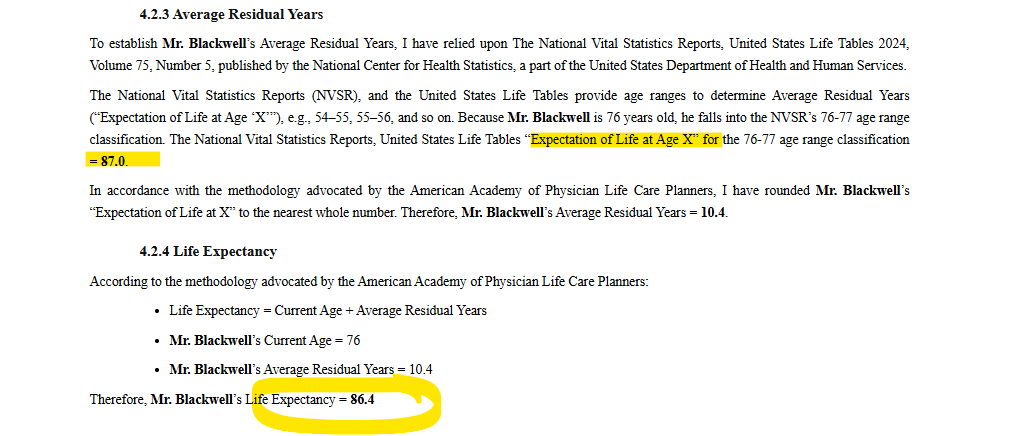 4.2.3 Average Residual Years
To establish Mr. Blackwell's Average Residual Years, I have relied upon The National Vital Statistics Reports, United States Life Tables 2024,
Volume 75, Number 5, published by the National Center for Health Statistics, a part of the United States Department of Health and Human Services.
The National Vital Statistics Reports (NVSR), and the United States Life Tables provide age ranges to determine Average Residual Years
(“Expectation of Life at Age ‘X’”), e.g., 54–55, 55–56, and so on. Because Mr. Blackwell is 76 years old, he falls into the NVSR's 76-77 age range
classification. The National Vital Statistics Reports, United States Life Tables “Expectation of Life at Age X” for the 76-77 age range classification
= 87.0.
In accordance with the methodology advocated by the American Academy of Physician Life Care Planners, I have rounded Mr. Blackwell's
“Expectation of Life at X” to the nearest whole number. Therefore, Mr. Blackwell's Average Residual Years = 10.4.
4.2.4 Life Expectancy
According to the methodology advocated by the American Academy of Physician Life Care Planners:
• Life Expectancy = Current Age + Average Residual Years
• Mr. Blackwell's Current Age = 76
• Mr. Blackwell's Average Residual Years = 10.4
Therefore, Mr. Blackwell's Life Expectancy = 86.4